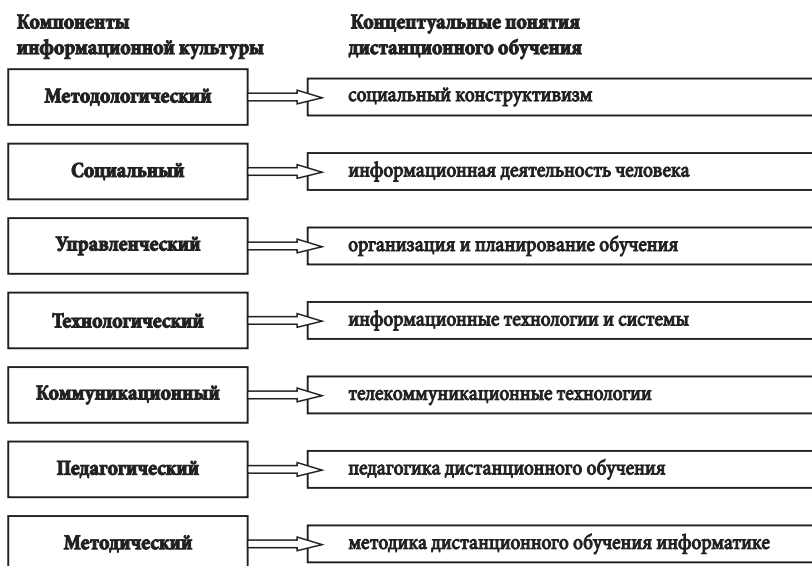 Компоненты
информационной культуры
Концептуальные понятия
дистанционного обучения
Методологический
социальный конструктивизм
Социальный
информационная деятельность человека
Управленческий
организация и планирование обучения
Технологический
информационные технологии и системы
Коммуникационный
телекоммуникационные технологии
Педагогический
педагогика дистанционного обучения
Методический
методика дистанционного обучения информатике